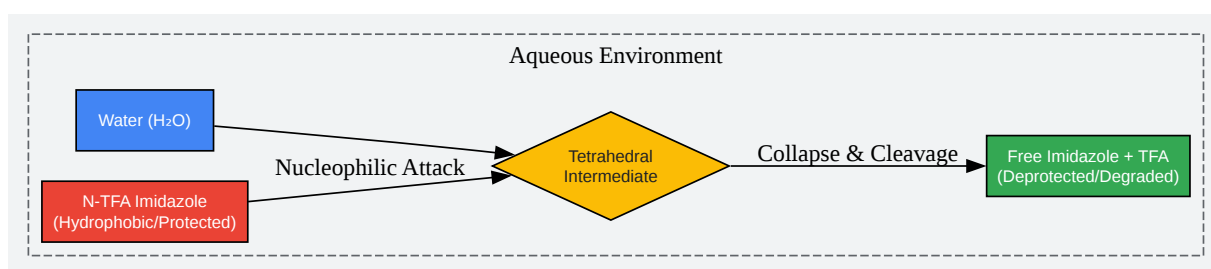 Aqueous Environment
Water (H₂O)
Nucleophilic Attack
N-TFA Imidazole
(Hydrophobic/Protected)
Tetrahedral
Intermediate
Collapse & Cleavage
Free Imidazole + TFA
(Deprotected/Degraded)